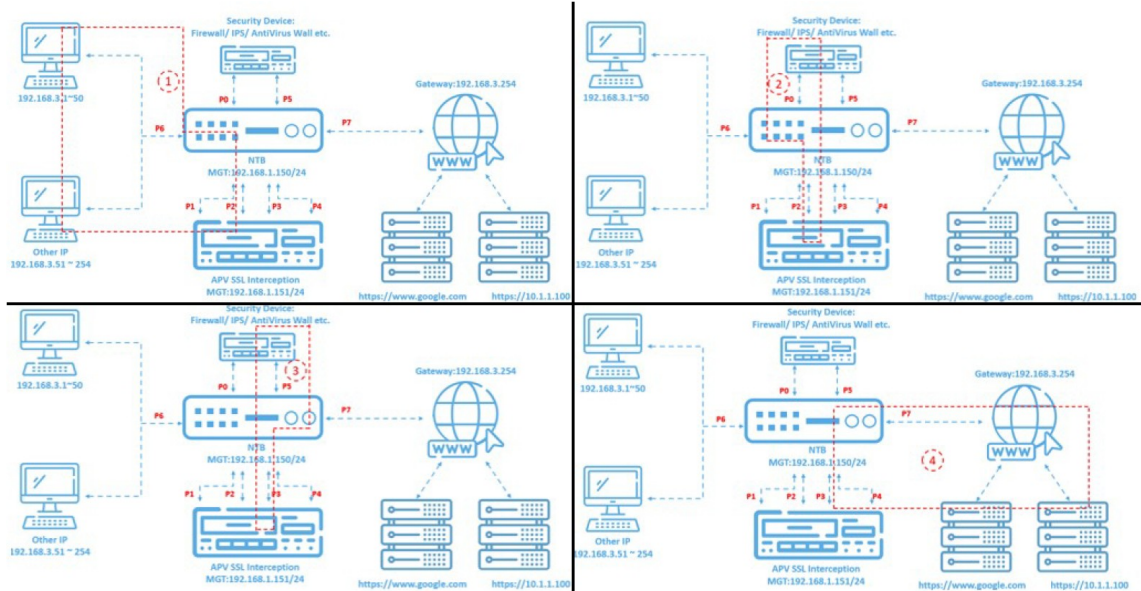 Security Device:
Firewall/ IPS/ AntiVirus Wall etc.
1
192.168.3.1~50
P0
P5
Gateway:192.168.3.254
P6
P7
NTB
MGT:192.168.1.150/24
WWW
P1
P2
P3
P4
Other IP
192.168.3.51 ~ 254
APV SSL Interception
MGT:192.168.1.151/24
https://www.google.com
https://10.1.1.100
Security Device:
Firewall/ IPS/ AntiVirus Wall etc.
2
192.168.3.1~50
P0
P5
Gateway:192.168.3.254
P6
P7
NTB
MGT:192.168.1.150/24
WWW
P1
P2
P3
P4
Other IP
192.168.3.51 ~ 254
APV SSL Interception
MGT:192.168.1.151/24
https://www.google.com
https://10.1.1.100
Security Device:
Firewall/ IPS/ AntiVirus Wall etc.
3
192.168.3.1~50
P0
P5
Gateway:192.168.3.254
P6
P7
NTB
MGT:192.168.1.150/24
WWW
P1
P2
P3
P4
Other IP
192.168.3.51 ~ 254
APV SSL Interception
MGT:192.168.1.151/24
https://www.google.com
https://10.1.1.100
Security Device:
Firewall/ IPS/ AntiVirus Wall etc.
192.168.3.1~50
P0
P5
Gateway:192.168.3.254
P6
P7
NTB
MGT:192.168.1.150/24
WWW
4
P1
P2
P3
P4
Other IP
192.168.3.51 ~ 254
APV SSL Interception
MGT:192.168.1.151/24
https://www.google.com
https://10.1.1.100